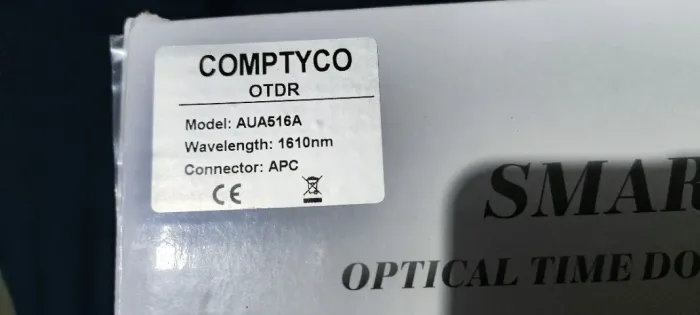 COMPTYCO
OTDR
Model: AUA516A
Wavelength: 1610nm
Connector: APC
CE
SMAR
OPTICAL TIME DO